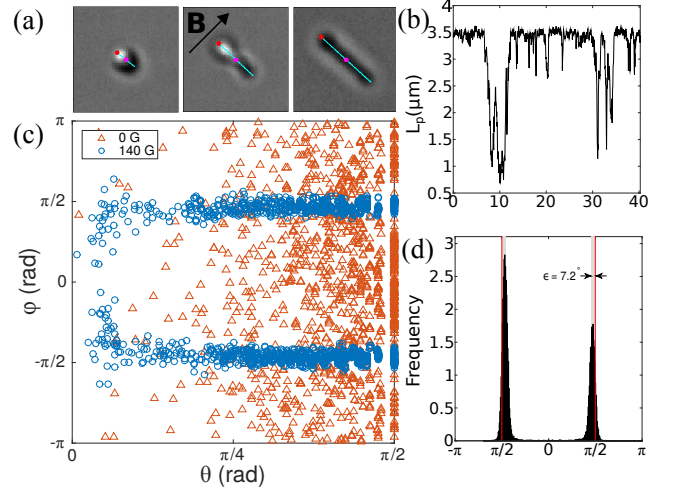 (a)
B
(b)
L_p(μm)
3.5
3
2.5
2
1.5
1
0.5
0 10 20 30 40
(c)
0 G
140 G
π
π/2
0
-π/2
-π
φ (rad)
0 π/4 π/2
θ (rad)
(d)
3
2.5
2
1.5
1
0.5
0
Frequency
ε = 7.2°
-π π/2 0 π/2 π